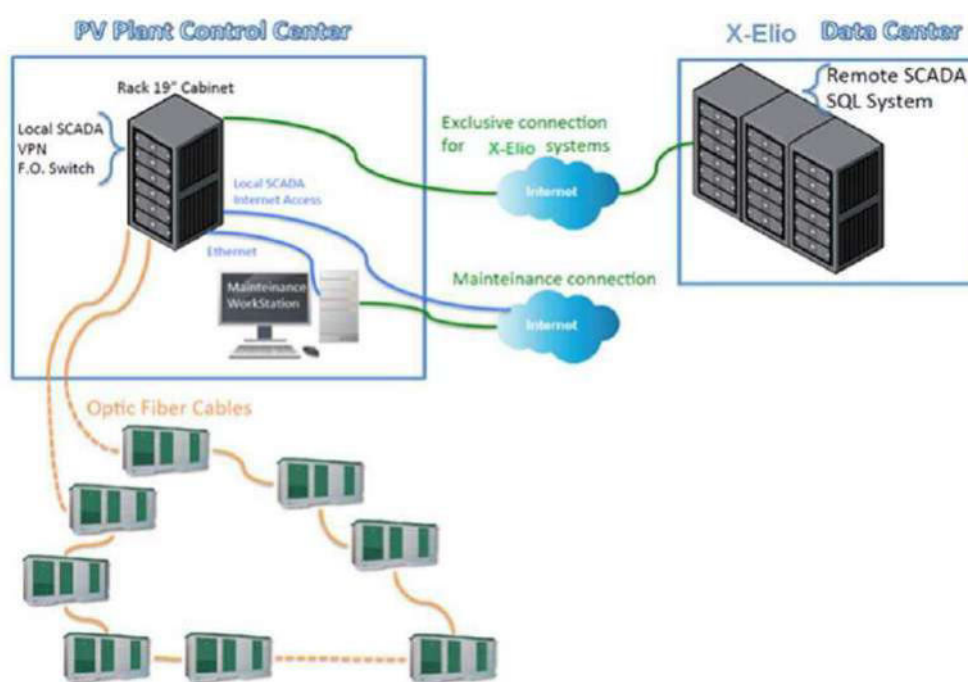 PV Plant Control Center
X-Elio Data Center
Rack 19" Cabinet
Local SCADA
VPN
F.O. Switch
Exclusive connection
for X-Elio systems
Internet
Remote SCADA
SQL System
Local SCADA
Internet Access
Ethernet
Mainteinance
WorkStation
Mainteinance connection
Internet
Optic Fiber Cables